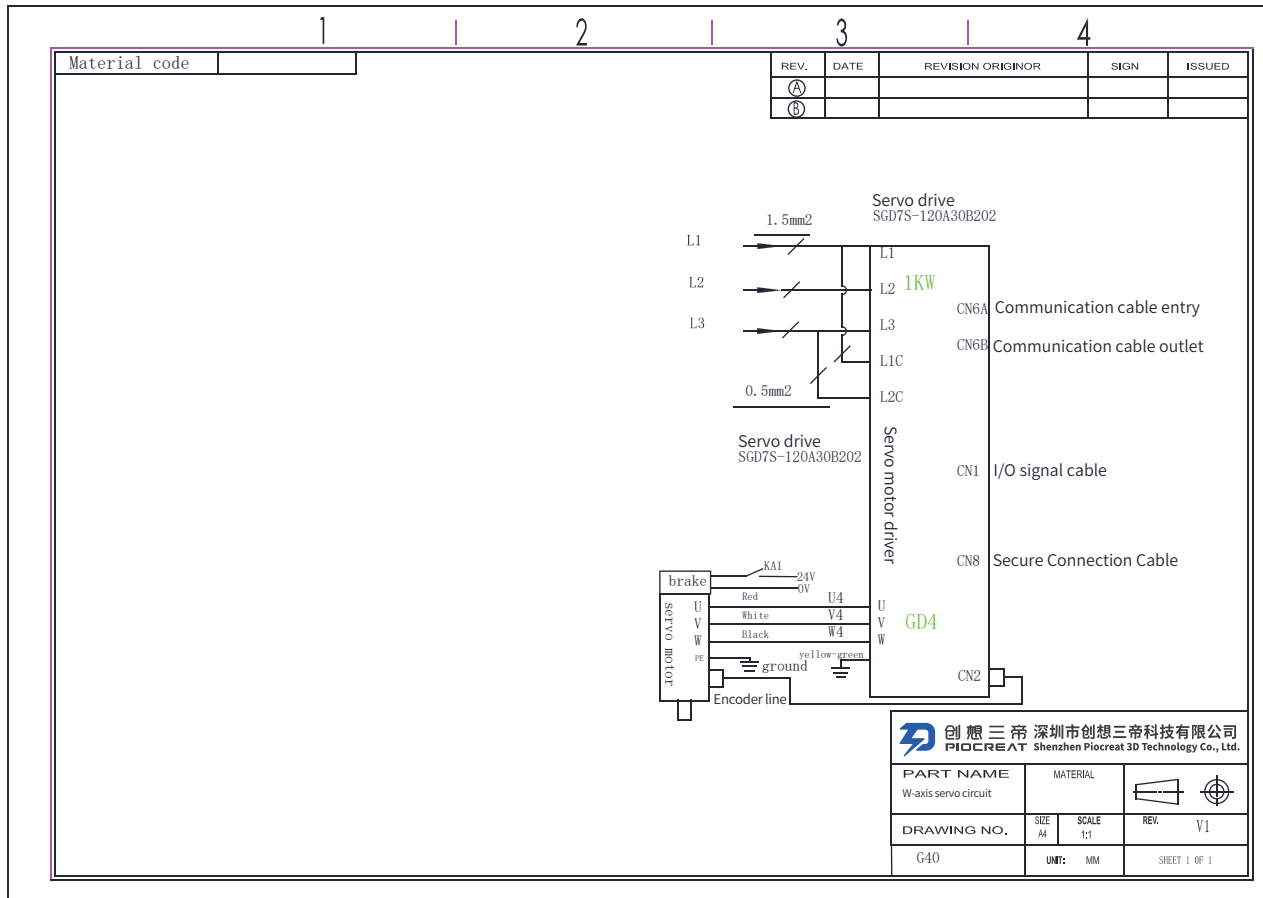 1 2 3 4
Material code
REV. DATE REVISION ORIGINOR SIGN ISSUED
A
B
Servo drive
SGD7S-120A30B202
1.5mm2
L1
L1
L2
L2 1KW
CN6A Communication cable entry
L3
L3
CN6B Communication cable outlet
L1C
0.5mm2
L2C
Servo drive
SGD7S-120A30B202
Servo motor driver
CN1 I/O signal cable
CN8 Secure Connection Cable
KA1
brake
24V
0V
servo motor
U Red U4 U
V White V4 V GD4
W Black W4 W
PE
ground
yellow-green
CN2
Encoder line
创想三帝 深圳市创想三帝科技有限公司
PIOCREAT Shenzhen Piocreat 3D Technology Co., Ltd.
PART NAME MATERIAL
W-axis servo circuit
DRAWING NO. SIZE SCALE REV. V1
A4 1:1
G40 UNIT: MM SHEET 1 OF 1